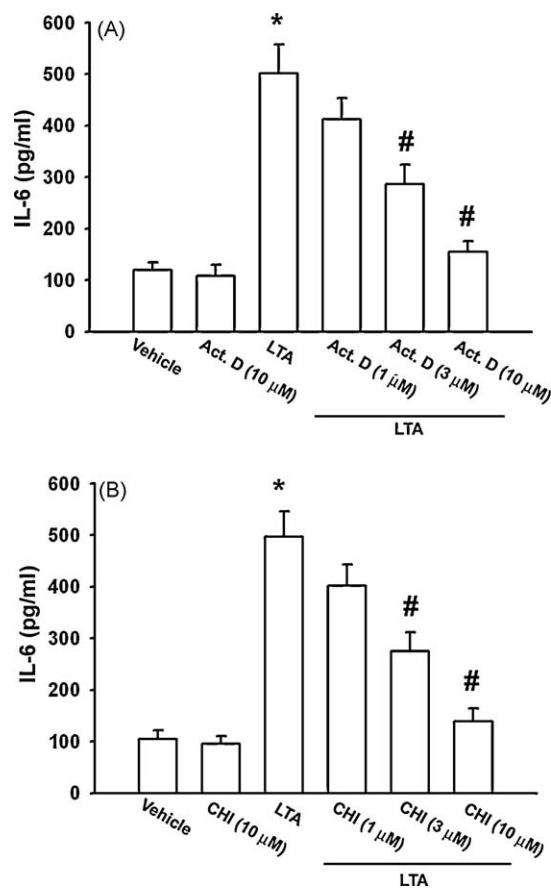 (A)
*
#
#
IL-6 (pg/ml)
600
500
400
300
200
100
0
Vehicle
Act. D (10 μM)
LTA
Act. D (1 μM)
Act. D (3 μM)
Act. D (10 μM)
LTA
(B)
*
#
#
IL-6 (pg/ml)
600
500
400
300
200
100
0
Vehicle
CHI (10 μM)
LTA
CHI (1 μM)
CHI (3 μM)
CHI (10 μM)
LTA